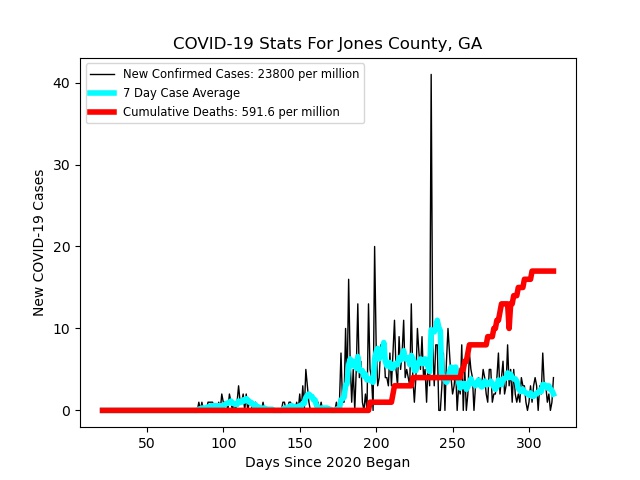 COVID-19 Stats For Jones County, GA
New Confirmed Cases: 23800 per million
7 Day Case Average
Cumulative Deaths: 591.6 per million
New COVID-19 Cases
40
30
20
10
0
50 100 150 200 250 300
Days Since 2020 Began